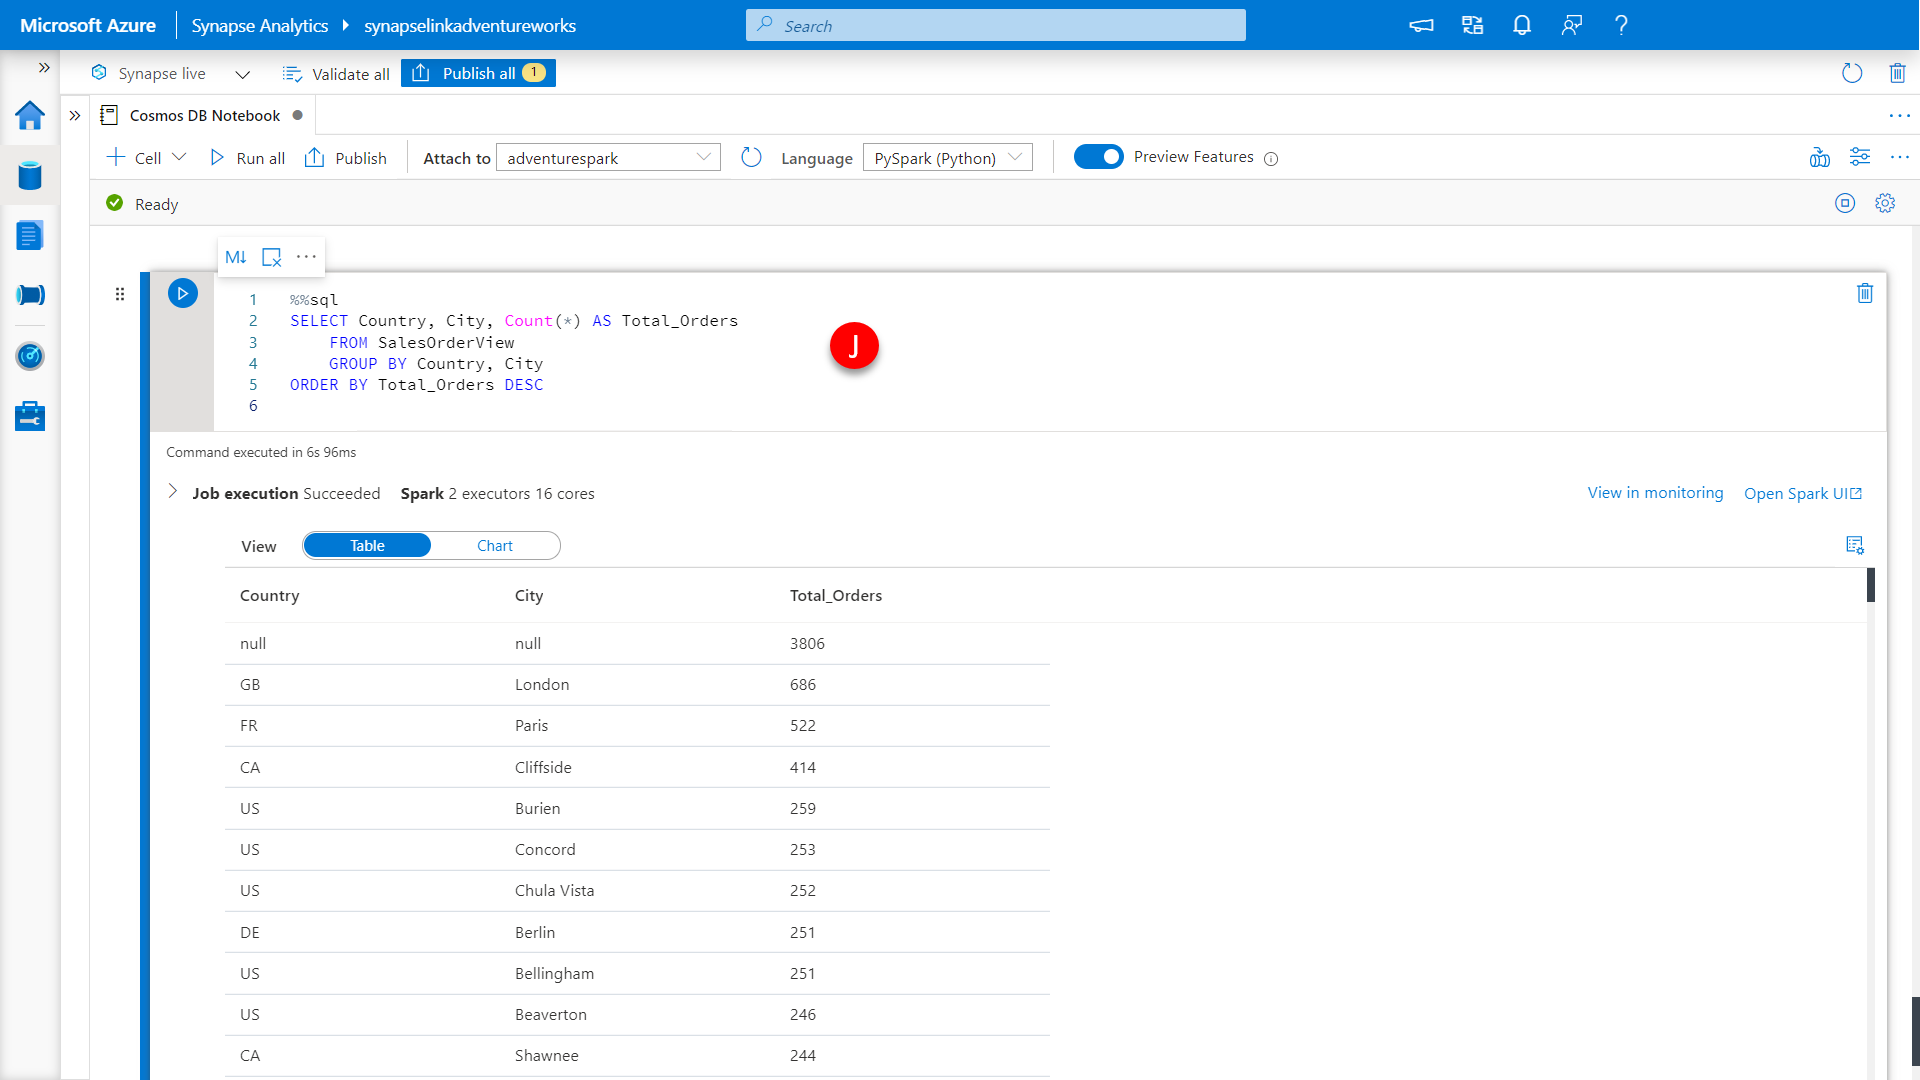 Microsoft Azure Synapse Analytics synapselinkadventureworks Search
Synapse live Validate all Publish all 1
Cosmos DB Notebook
Cell Run all Publish Attach to adventurespark Language PySpark (Python) Preview Features
Ready
M↓ ···
1 %%sql
2 SELECT Country, City, Count(*) AS Total_Orders
3 FROM SalesOrderView
4 GROUP BY Country, City
5 ORDER BY Total_Orders DESC
6
J
Command executed in 6s 96ms
Job execution Succeeded Spark 2 executors 16 cores View in monitoring Open Spark UI
View Table Chart
Country City Total_Orders
null null 3806
GB London 686
FR Paris 522
CA Cliffside 414
US Burien 259
US Concord 253
US Chula Vista 252
DE Berlin 251
US Bellingham 251
US Beaverton 246
CA Shawnee 244